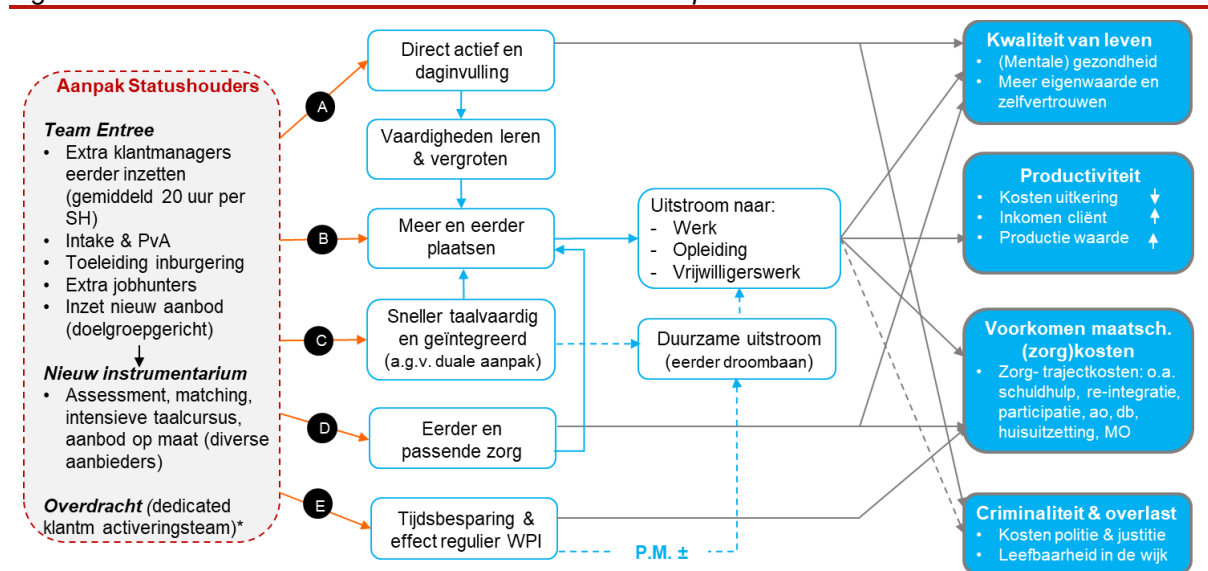 Aanpak Statushouders
Team Entree
• Extra klantmanagers
eerder inzetten
(gemiddeld 20 uur per
SH)
• Intake & PvA
• Toeleiding inburgering
• Extra jobhunters
• Inzet nieuw aanbod
(doelgroepgericht)
Nieuw instrumentarium
• Assessment, matching,
intensieve taalcursus,
aanbod op maat (diverse
aanbieders)
Overdracht (dedicated
klantm activeringsteam)*
A
B
C
D
E
Direct actief en
daginvulling
Vaardigheden leren
& vergroten
Meer en eerder
plaatsen
Sneller taalvaardig
en geïntegreerd
(a.g.v. duale aanpak)
Eerder en
passende zorg
Tijdsbesparing &
effect regulier WPI
P.M. ±
Uitstroom naar:
- Werk
- Opleiding
- Vrijwilligerswerk
Duurzame uitstroom
(eerder droombaan)
Kwaliteit van leven
• (Mentale) gezondheid
• Meer eigenwaarde en
zelfvertrouwen
Productiviteit
• Kosten uitkering
• Inkomen cliënt
• Productie waarde
Voorkomen maatsch.
(zorg)kosten
• Zorg- trajectkosten: o.a.
schuldhulp, re-integratie,
participatie, ao, db,
huisuitzetting, MO
Criminaliteit & overlast
• Kosten politie & justitie
• Leefbaarheid in de wijk